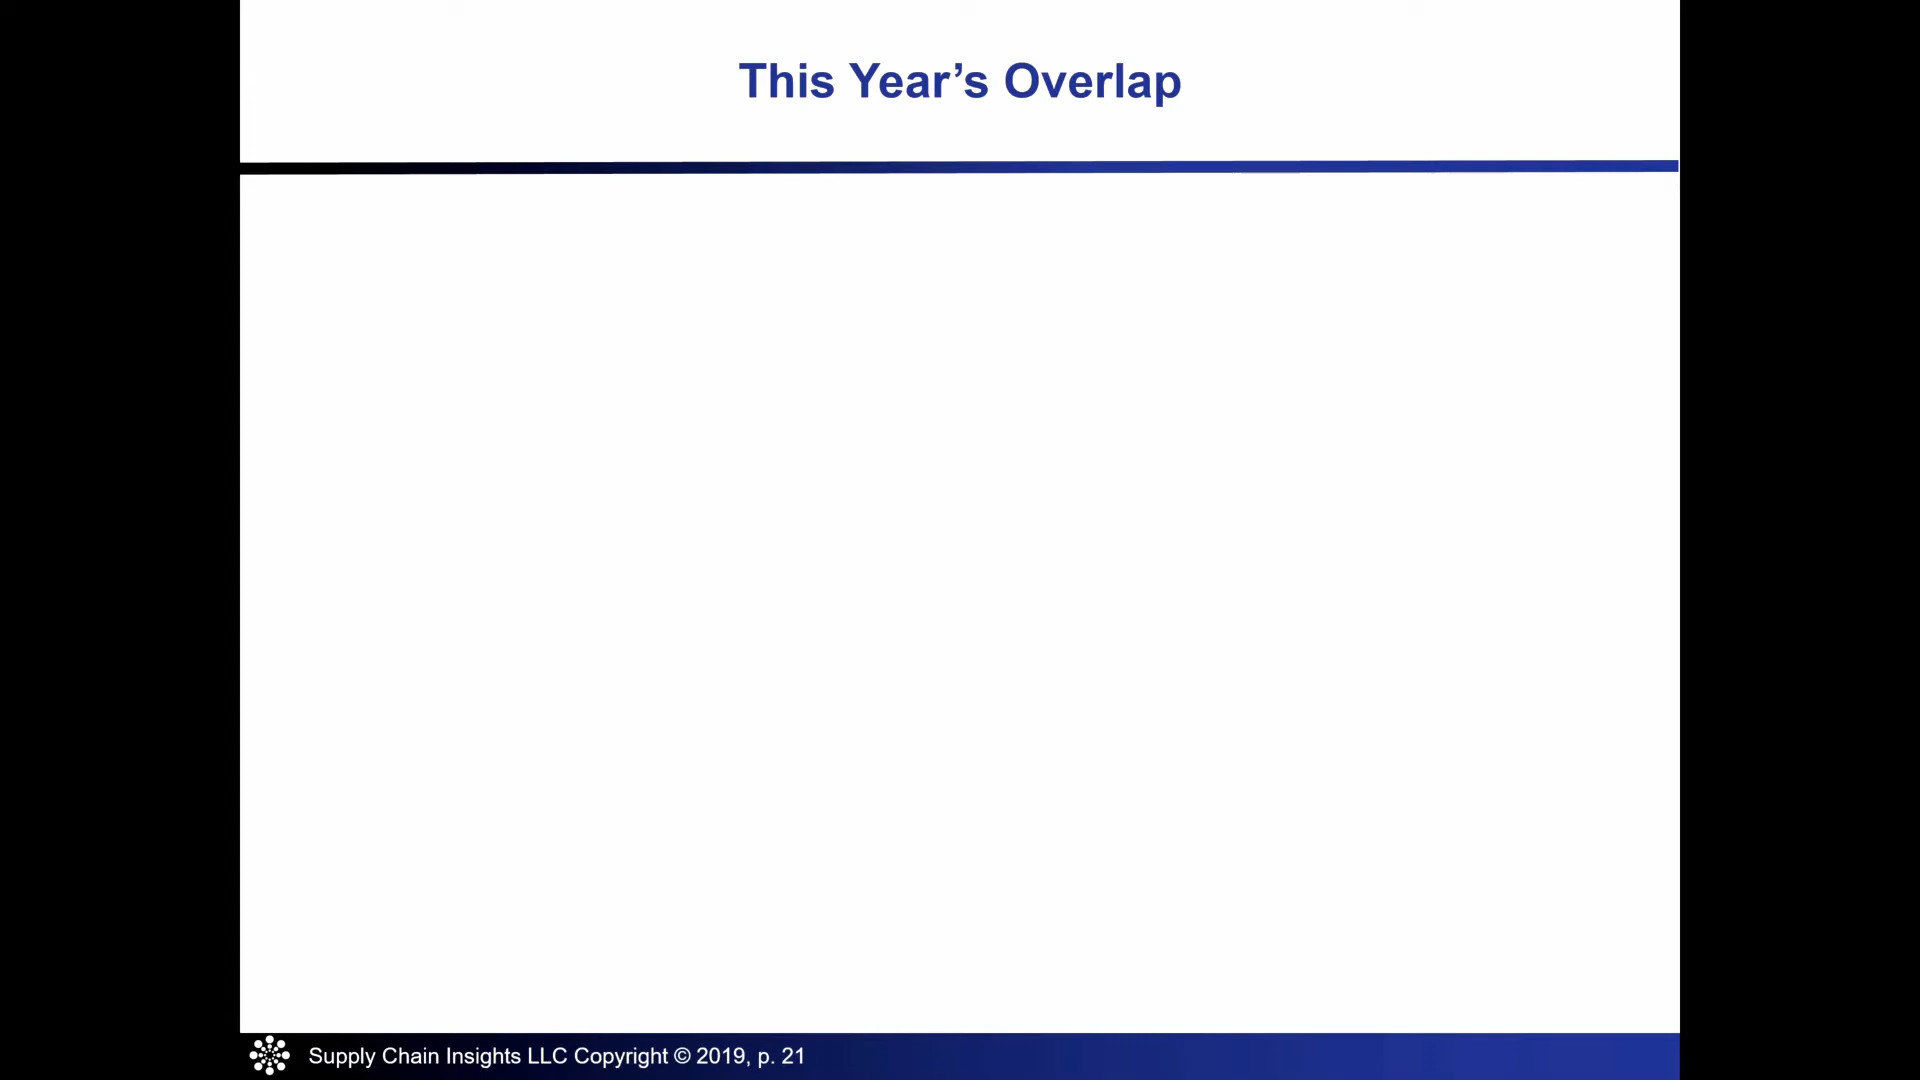 This Year’s Overlap
Supply Chain Insights LLC Copyright © 2019, p. 21